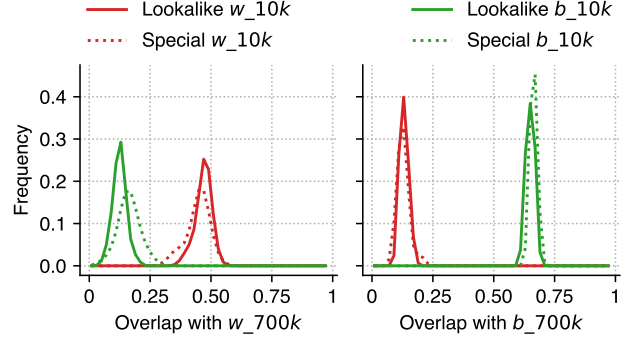 Lookalike w_10k
Special w_10k
Lookalike b_10k
Special b_10k
Frequency
0.4
0.3
0.2
0.1
0.0
0 0.25 0.50 0.75 1
Overlap with w_700k
0 0.25 0.50 0.75 1
Overlap with b_700k